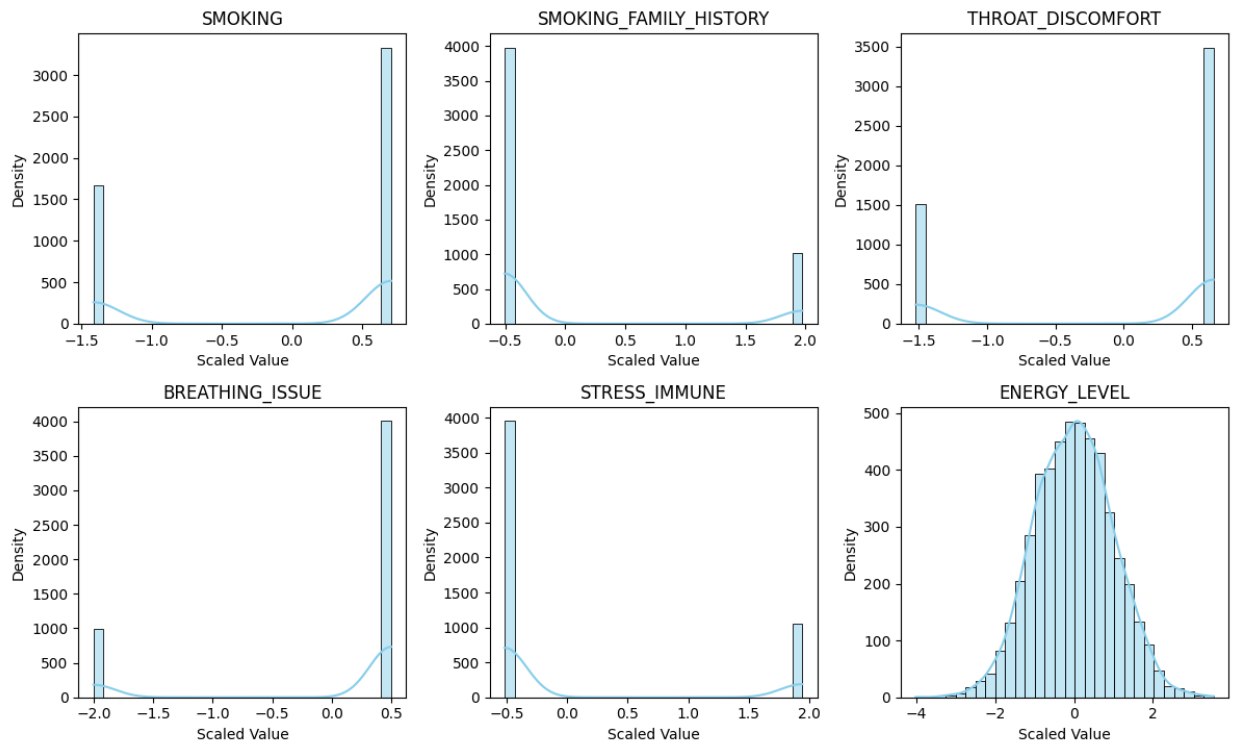 SMOKING
3000
2500
2000
1500
1000
500
0
Density
−1.5 −1.0 −0.5 0.0 0.5
Scaled Value
SMOKING_FAMILY_HISTORY
4000
3500
3000
2500
2000
1500
1000
500
0
Density
−0.5 0.0 0.5 1.0 1.5 2.0
Scaled Value
THROAT_DISCOMFORT
3500
3000
2500
2000
1500
1000
500
0
Density
−1.5 −1.0 −0.5 0.0 0.5
Scaled Value
BREATHING_ISSUE
4000
3500
3000
2500
2000
1500
1000
500
0
Density
−2.0 −1.5 −1.0 −0.5 0.0 0.5
Scaled Value
STRESS_IMMUNE
4000
3500
3000
2500
2000
1500
1000
500
0
Density
−0.5 0.0 0.5 1.0 1.5 2.0
Scaled Value
ENERGY_LEVEL
500
400
300
200
100
0
Density
−4 −2 0 2
Scaled Value